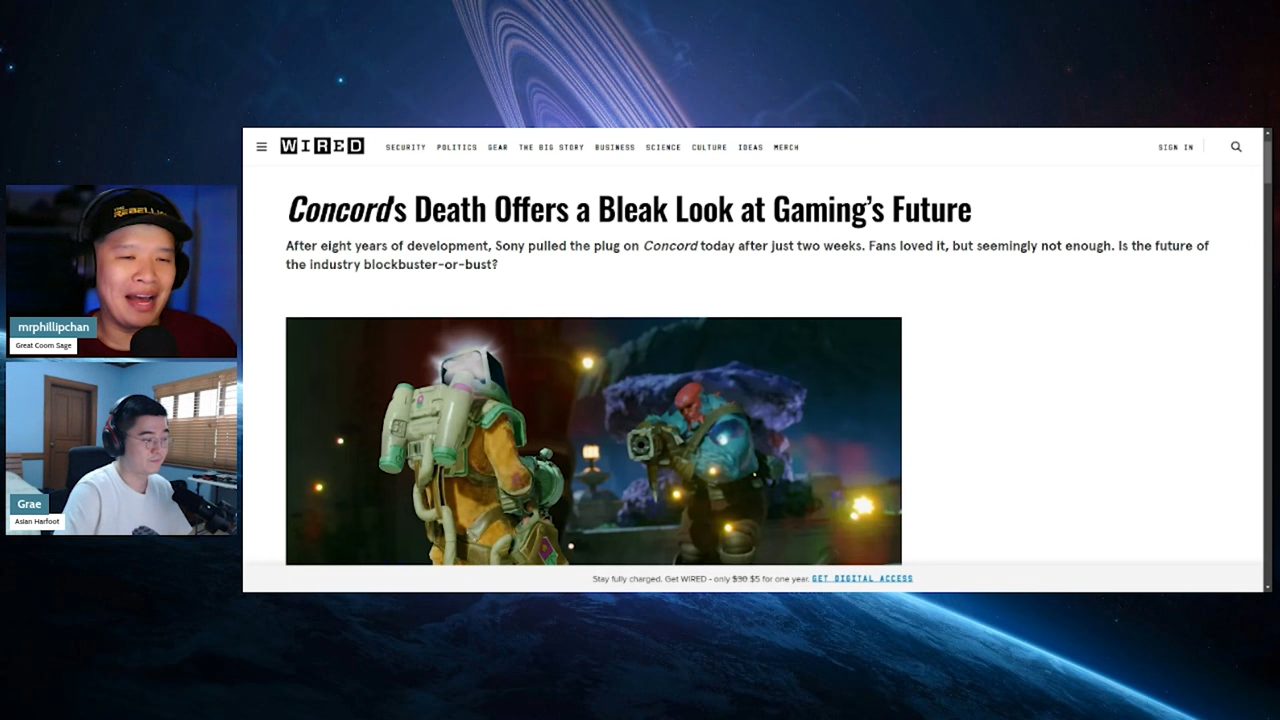 WIRED
SECURITY POLITICS GEAR THE BIG STORY BUSINESS SCIENCE CULTURE IDEAS MERCH
SIGN IN
Concord's Death Offers a Bleak Look at Gaming's Future
After eight years of development, Sony pulled the plug on Concord today after just two weeks. Fans loved it, but seemingly not enough. Is the future of
the industry blockbuster-or-bust?
THE
REBELLI
mrphillipchan
Great Coom Sage
Grae
Asian Harfoot
Stay fully charged. Get WIRED - only $30 $5 for one year. GET DIGITAL ACCESS